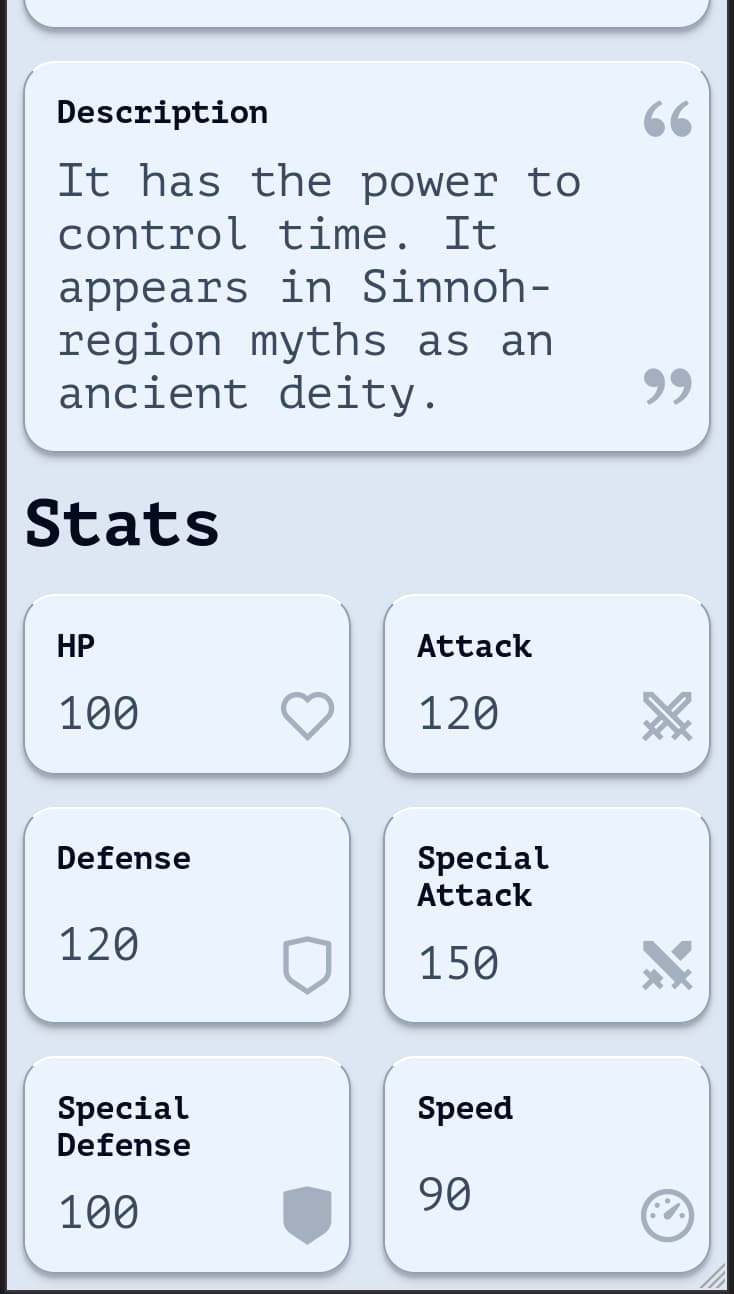 Description
It has the power to
control time. It
appears in Sinnoh-
region myths as an
ancient deity.
Stats
HP
100
Attack
120
Defense
120
Special
Attack
150
Special
Defense
100
Speed
90